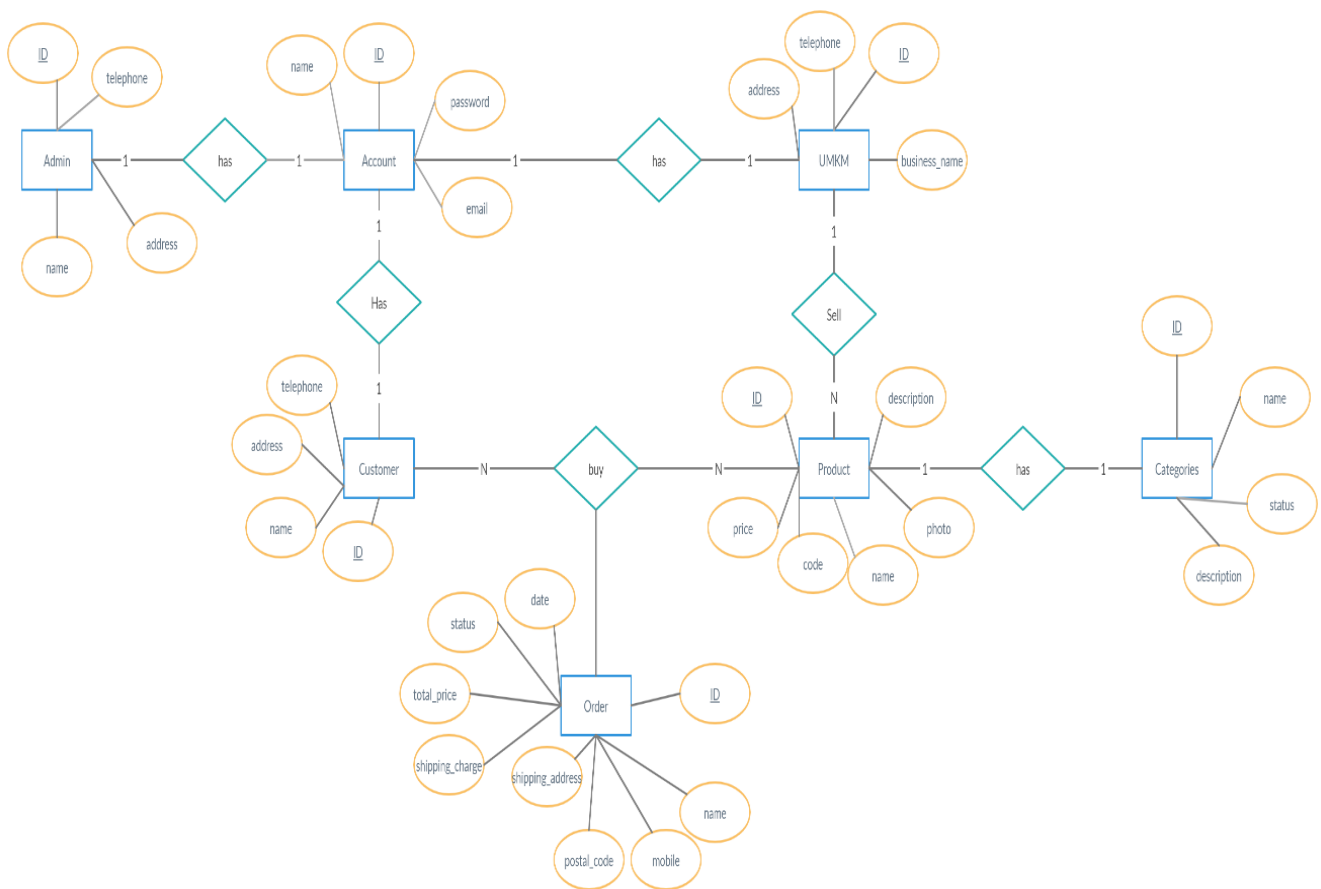 ID
telephone
Admin
1
has
1
name
address
name
ID
password
Account
email
1
has
1
address
telephone
ID
UMKM
business_name
1
Has
1
1
Sell
N
telephone
address
Customer
name
ID
N
buy
N
ID
description
Product
price
code
name
photo
1
has
1
ID
name
Categories
status
description
date
status
total_price
shipping_charge
Order
ID
shipping_address
name
postal_code
mobile